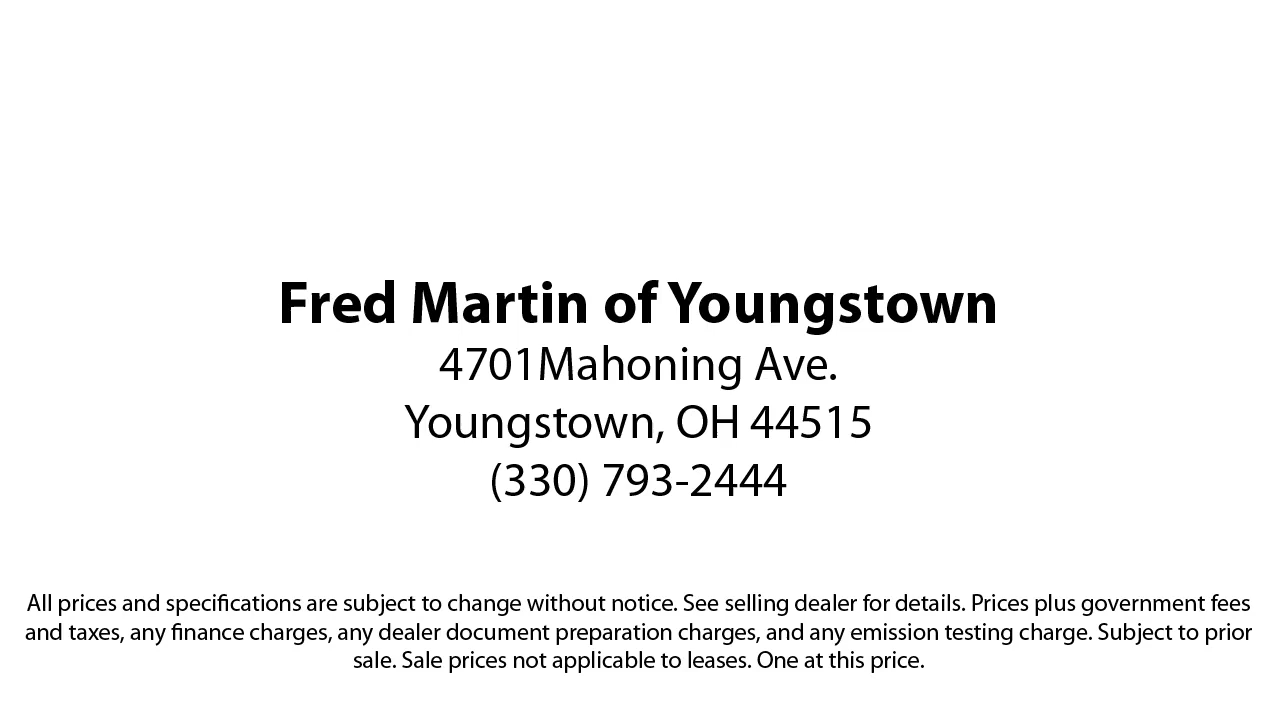 Fred Martin of Youngstown
4701Mahoning Ave.
Youngstown, OH 44515
(330) 793-2444
All prices and specifications are subject to change without notice. See selling dealer for details. Prices plus government fees
and taxes, any finance charges, any dealer document preparation charges, and any emission testing charge. Subject to prior
sale. Sale prices not applicable to leases. One at this price.